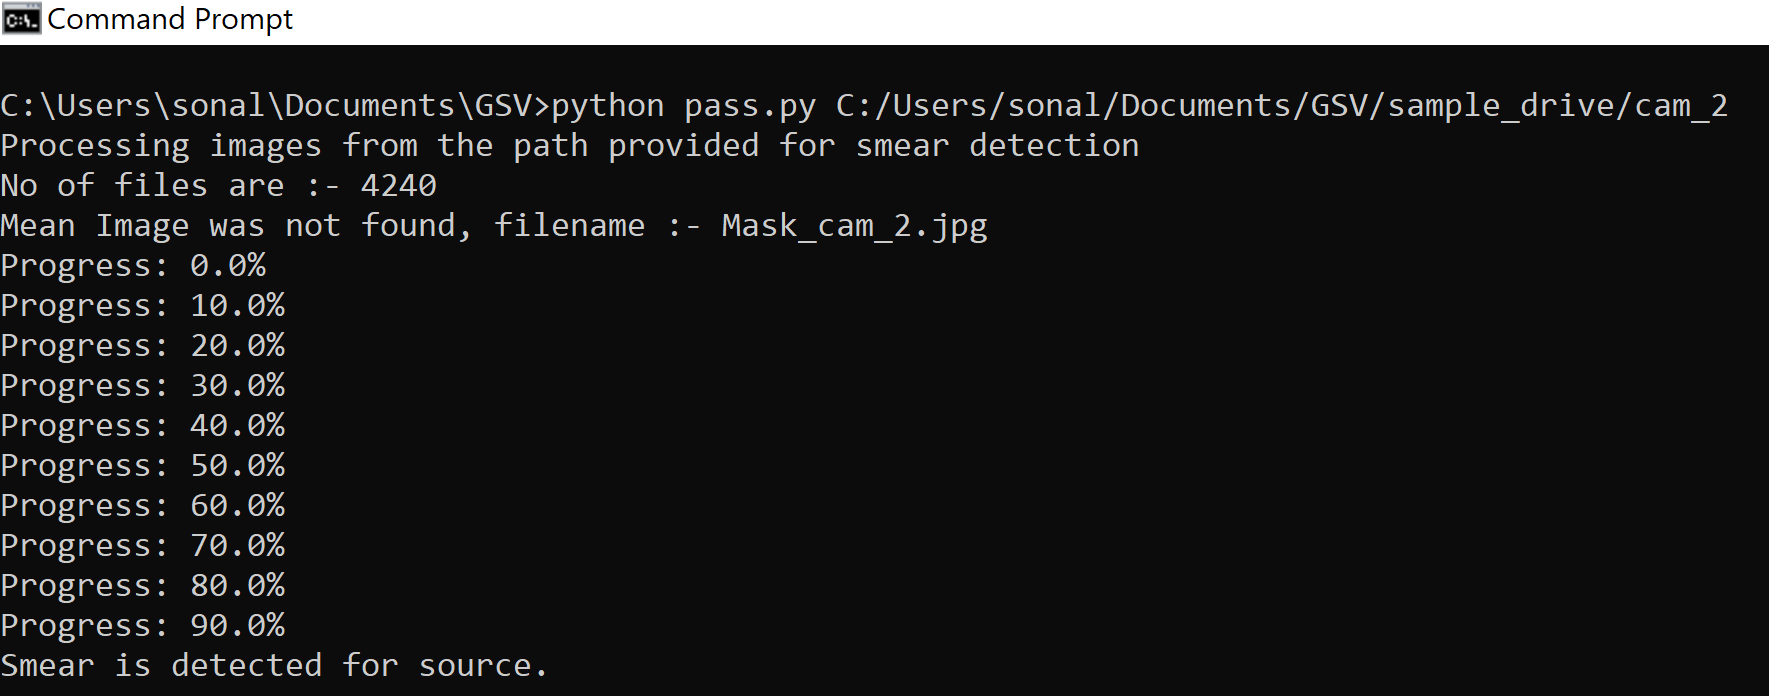 Command Prompt
C:\Users\sonal\Documents\GSV>python pass.py C:/Users/sonal/Documents/GSV/sample_drive/cam_2
Processing images from the path provided for smear detection
No of files are :- 4240
Mean Image was not found, filename :- Mask_cam_2.jpg
Progress: 0.0%
Progress: 10.0%
Progress: 20.0%
Progress: 30.0%
Progress: 40.0%
Progress: 50.0%
Progress: 60.0%
Progress: 70.0%
Progress: 80.0%
Progress: 90.0%
Smear is detected for source.